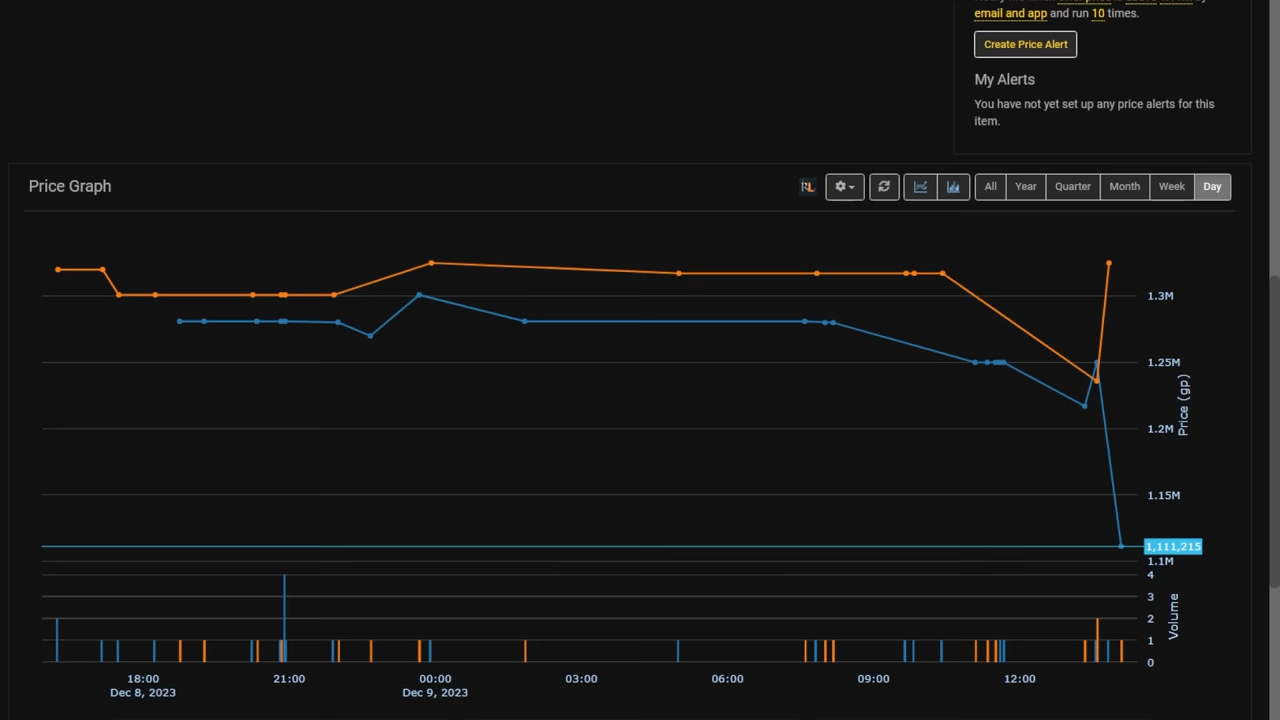 email and app and run 10 times.
Create Price Alert
My Alerts
You have not yet set up any price alerts for this
item.
Price Graph
All Year Quarter Month Week Day
1.3M
1.25M
1.2M
1.15M
1,111,215
1.1M
Price (gp)
4
3
2
1
0
Volume
18:00 21:00 00:00 03:00 06:00 09:00 12:00
Dec 8, 2023 Dec 9, 2023